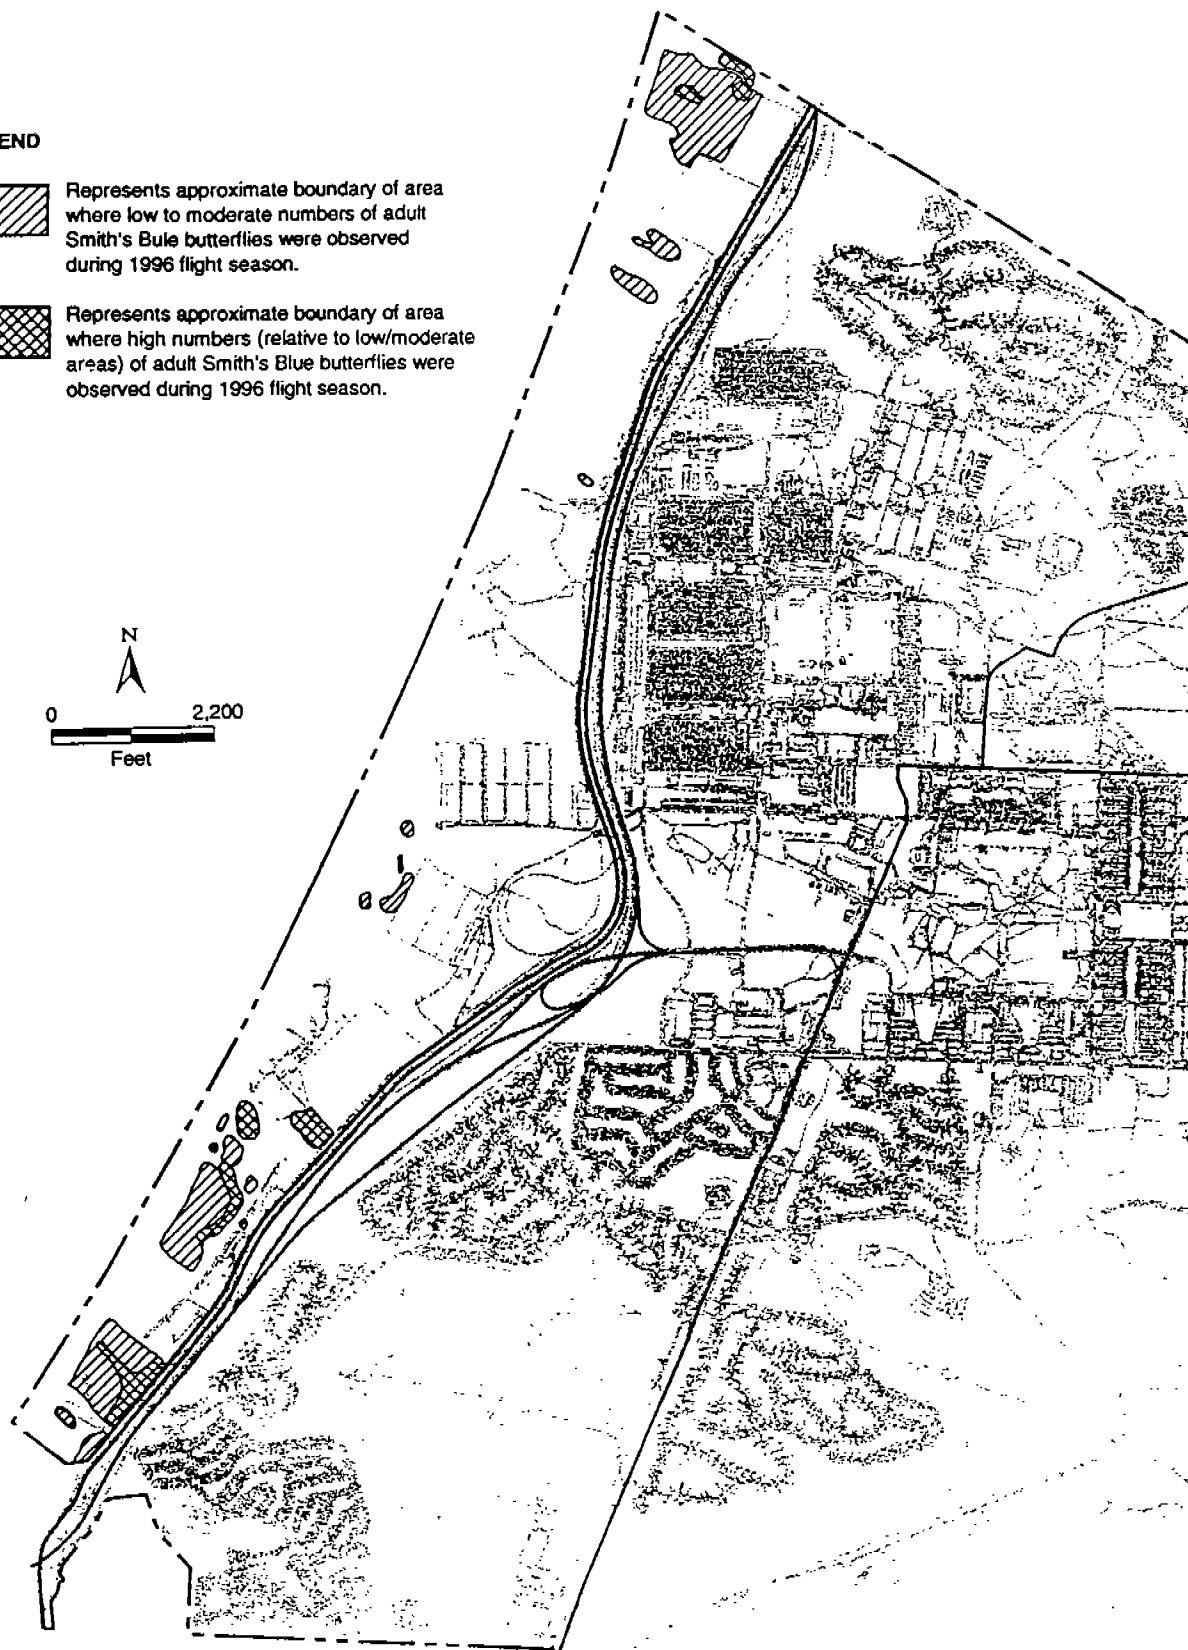 END
Represents approximate boundary of area
where low to moderate numbers of adult
Smith's Bule butterflies were observed
during 1996 flight season.
Represents approximate boundary of area
where high numbers (relative to low/moderate
areas) of adult Smith's Blue butterflies were
observed during 1996 flight season.
N
0 2,200
Feet